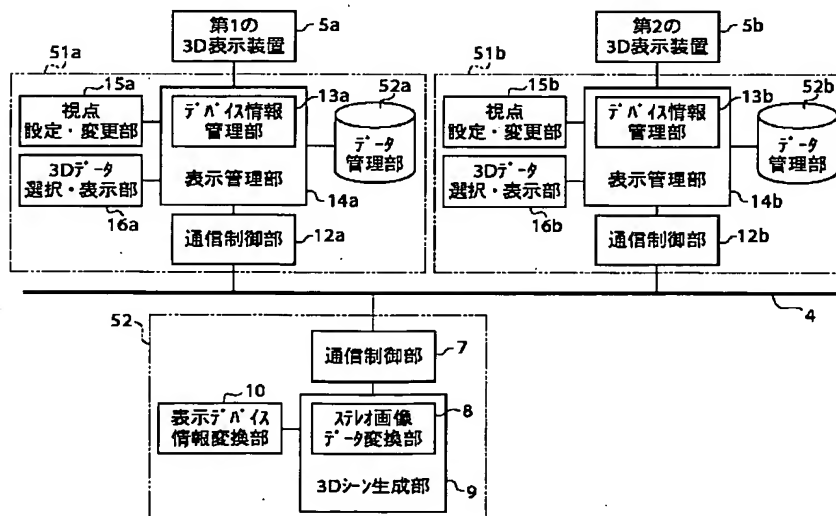 第1の
3D表示装置
5a
51a
15a
視点
設定・変更部
13a
デバイス情報
管理部
52a
データ
管理部
3Dデータ
選択・表示部
16a
表示管理部
14a
通信制御部
12a
第2の
3D表示装置
5b
51b
15b
視点
設定・変更部
13b
デバイス情報
管理部
52b
データ
管理部
3Dデータ
選択・表示部
16b
表示管理部
14b
通信制御部
12b
4
52
通信制御部
7
10
表示デバイス
情報変換部
ステレオ画像
データ変換部
8
3Dシーン生成部
9